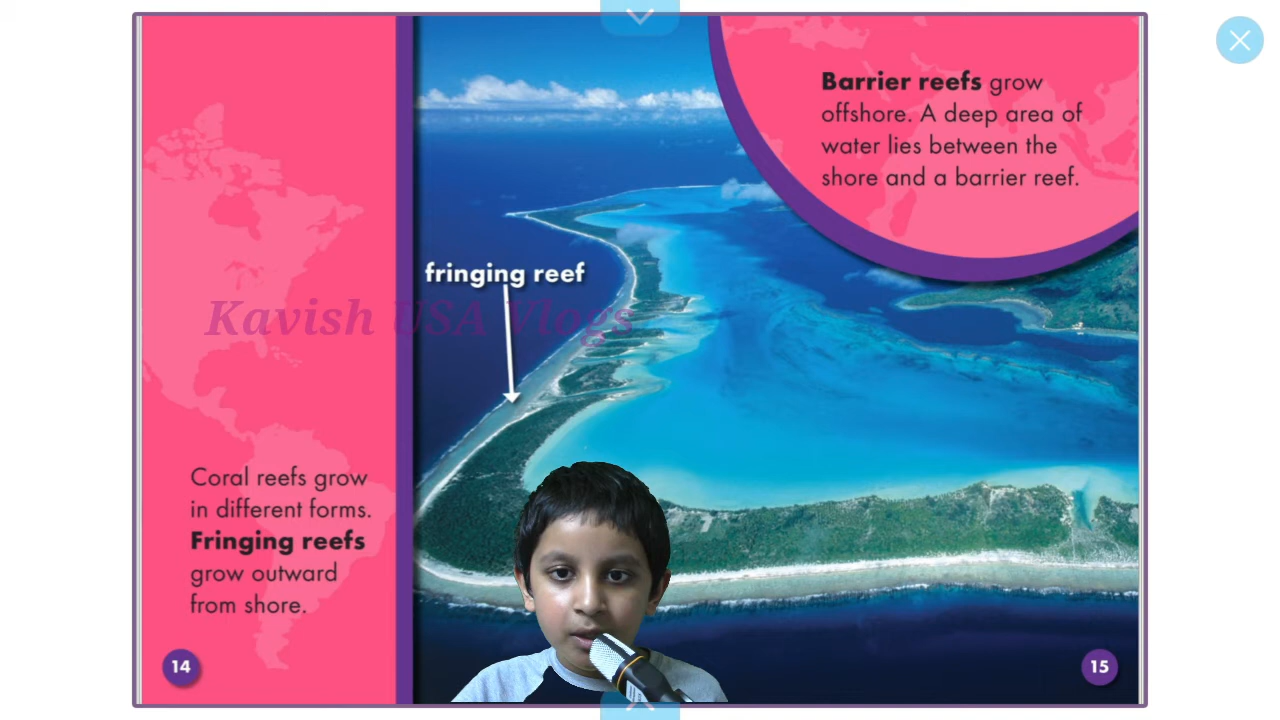 Coral reefs grow
in different forms.
Fringing reefs
grow outward
from shore.
14
fringing reef
Kavish USA Vlogs
Barrier reefs grow
offshore. A deep area of
water lies between the
shore and a barrier reef.
15